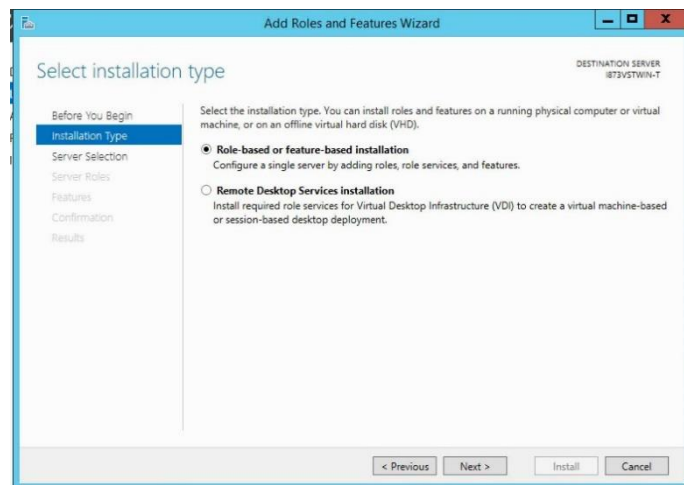 Add Roles and Features Wizard
Select installation type
DESTINATION SERVER
I873VSTWIN-T
Before You Begin
Installation Type
Server Selection
Server Roles
Features
Confirmation
Results
Select the installation type. You can install roles and features on a running physical computer or virtual
machine, or on an offline virtual hard disk (VHD).
Role-based or feature-based installation
Configure a single server by adding roles, role services, and features.
Remote Desktop Services installation
Install required role services for Virtual Desktop Infrastructure (VDI) to create a virtual machine-based
or session-based desktop deployment.
< Previous
Next >
Install
Cancel